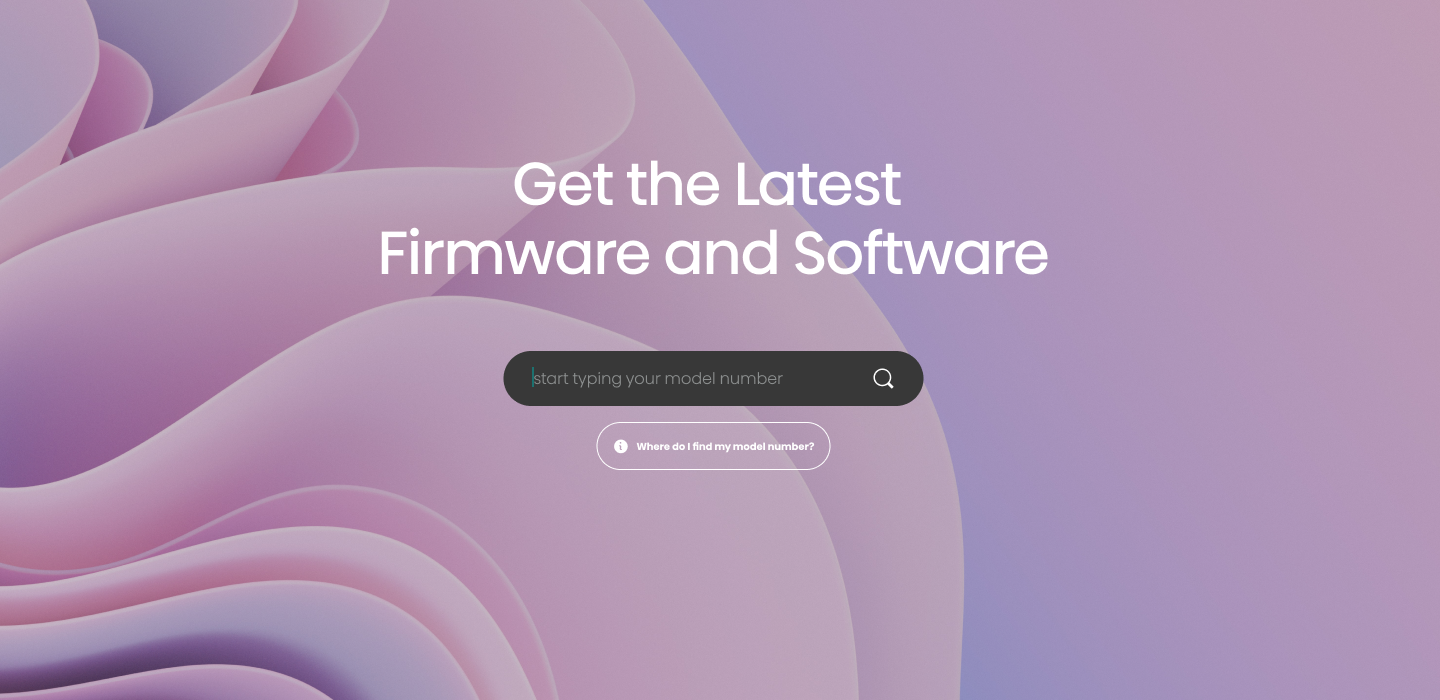 Get the Latest
Firmware and Software
start typing your model number
Where do I find my model number?